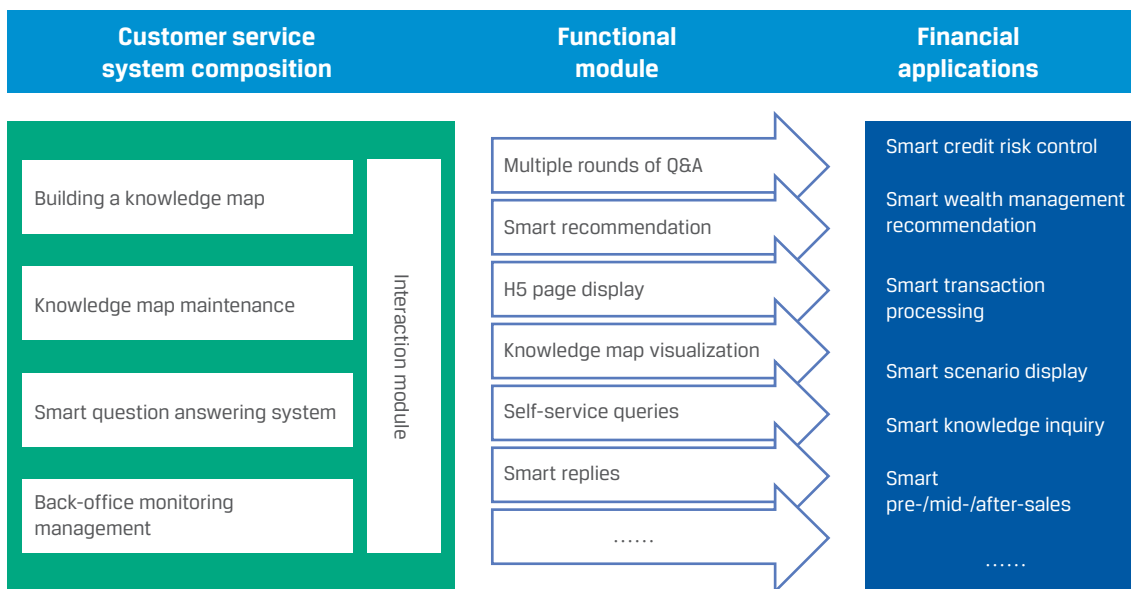 Customer service
system composition
Functional
module
Financial
applications
Building a knowledge map
Knowledge map maintenance
Smart question answering system
Back-office monitoring
management
Interaction module
Multiple rounds of Q&A
Smart recommendation
H5 page display
Knowledge map visualization
Self-service queries
Smart replies
......
Smart credit risk control
Smart wealth management
recommendation
Smart transaction
processing
Smart scenario display
Smart knowledge inquiry
Smart
pre-/mid-/after-sales
......